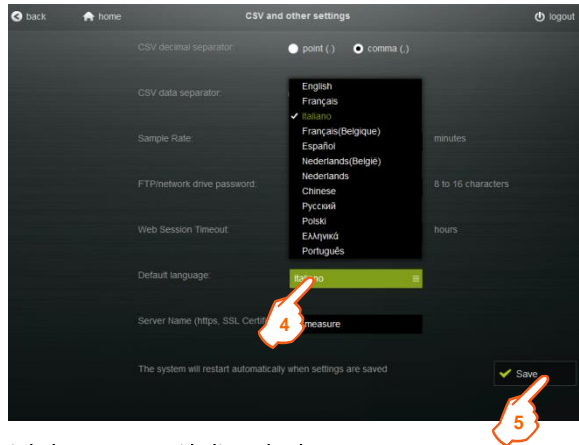 back home CSV and other settings logout
CSV decimal separator: point (.) comma (,)
CSV data separator:
English
Français
Italiano
Français(Belgique)
Español
Sample Rate: minutes
Nederlands(België)
Nederlands
FTP/network drive password: 8 to 16 characters
Chinese
Русский
Polski
Web Session Timeout: hours
Ελληνικά
Português
Default language: Italiano
4
Server Name (https, SSL Certifi measure
The system will restart automatically when settings are saved
Save
5